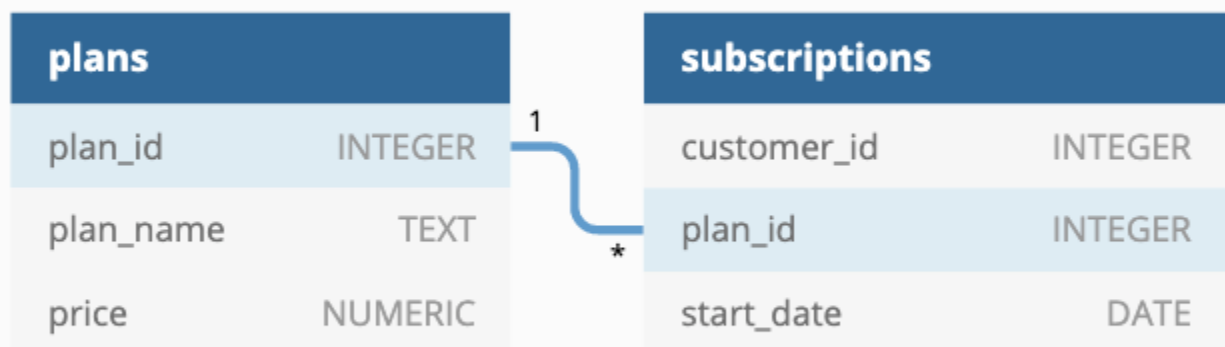 plans
plan_id INTEGER
plan_name TEXT
price NUMERIC
1
*
subscriptions
customer_id INTEGER
plan_id INTEGER
start_date DATE